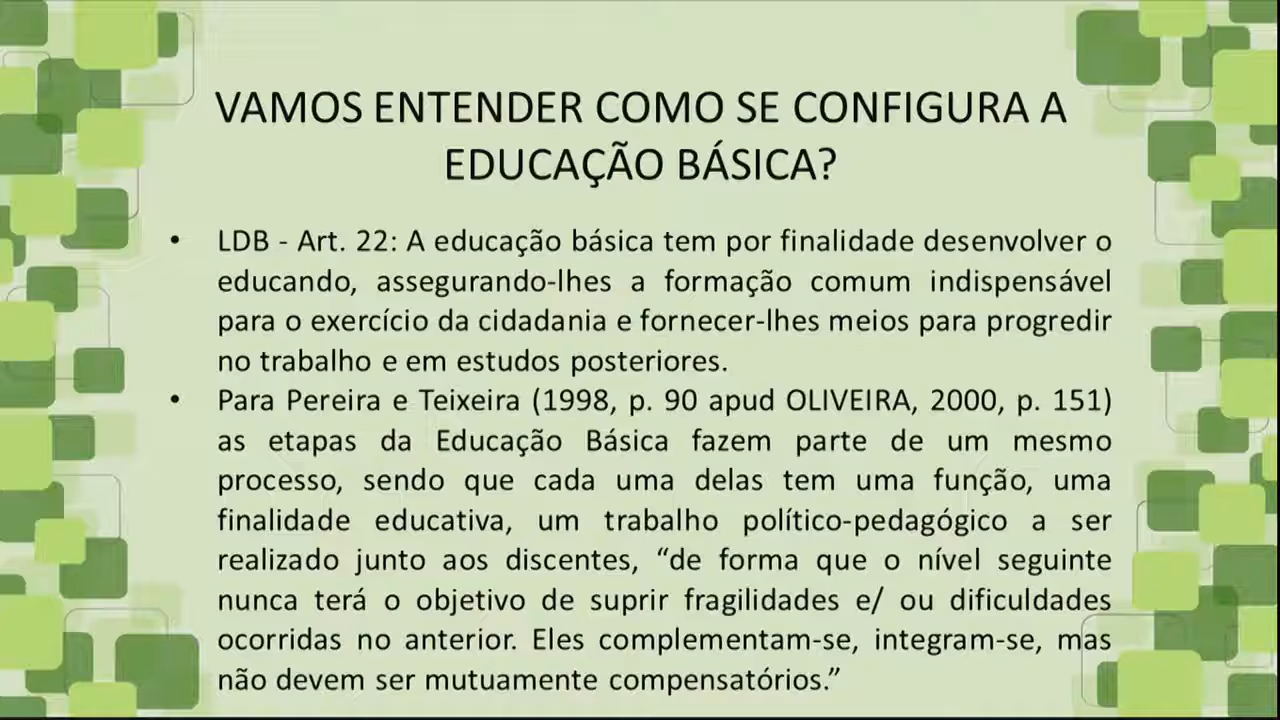 VAMOS ENTENDER COMO SE CONFIGURA A
EDUCAÇÃO BÁSICA?
• LDB - Art. 22: A educação básica tem por finalidade desenvolver o
educando, assegurando-lhes a formação comum indispensável
para o exercício da cidadania e fornecer-lhes meios para progredir
no trabalho e em estudos posteriores.
• Para Pereira e Teixeira (1998, p. 90 apud OLIVEIRA, 2000, p. 151)
as etapas da Educação Básica fazem parte de um mesmo
processo, sendo que cada uma delas tem uma função, uma
finalidade educativa, um trabalho político-pedagógico a ser
realizado junto aos discentes, “de forma que o nível seguinte
nunca terá o objetivo de suprir fragilidades e/ ou dificuldades
ocorridas no anterior. Eles complementam-se, integram-se, mas
não devem ser mutuamente compensatórios.”